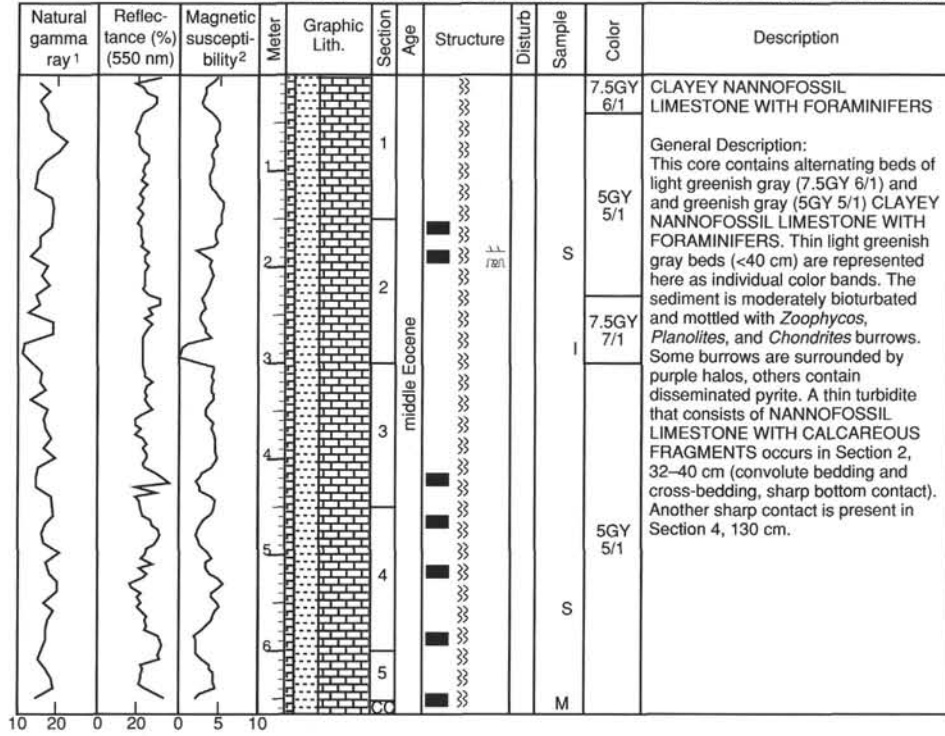 Natural
gamma
ray 1
Reflec-
tance (%)
(550 nm)
Magnetic
suscepti-
bility2
Meter
Graphic
Lith.
Section
Age
Structure
Disturb
Sample
Color
Description
1
2
3
4
5
6
1
2
3
4
5
CC
middle Eocene
S
I
S
M
7.5GY
6/1
5GY
5/1
7.5GY
7/1
5GY
5/1
CLAYEY NANNOFOSSIL
LIMESTONE WITH FORAMINIFERS
General Description:
This core contains alternating beds of
light greenish gray (7.5GY 6/1) and
and greenish gray (5GY 5/1) CLAYEY
NANNOFOSSIL LIMESTONE WITH
FORAMINIFERS. Thin light greenish
gray beds (<40 cm) are represented
here as individual color bands. The
sediment is moderately bioturbated
and mottled with Zoophycos,
Planolites, and Chondrites burrows.
Some burrows are surrounded by
purple halos, others contain
disseminated pyrite. A thin turbidite
that consists of NANNOFOSSIL
LIMESTONE WITH CALCAREOUS
FRAGMENTS occurs in Section 2,
32–40 cm (convolute bedding and
cross-bedding, sharp bottom contact).
Another sharp contact is present in
Section 4, 130 cm.
10 20 0 20 0 5 10